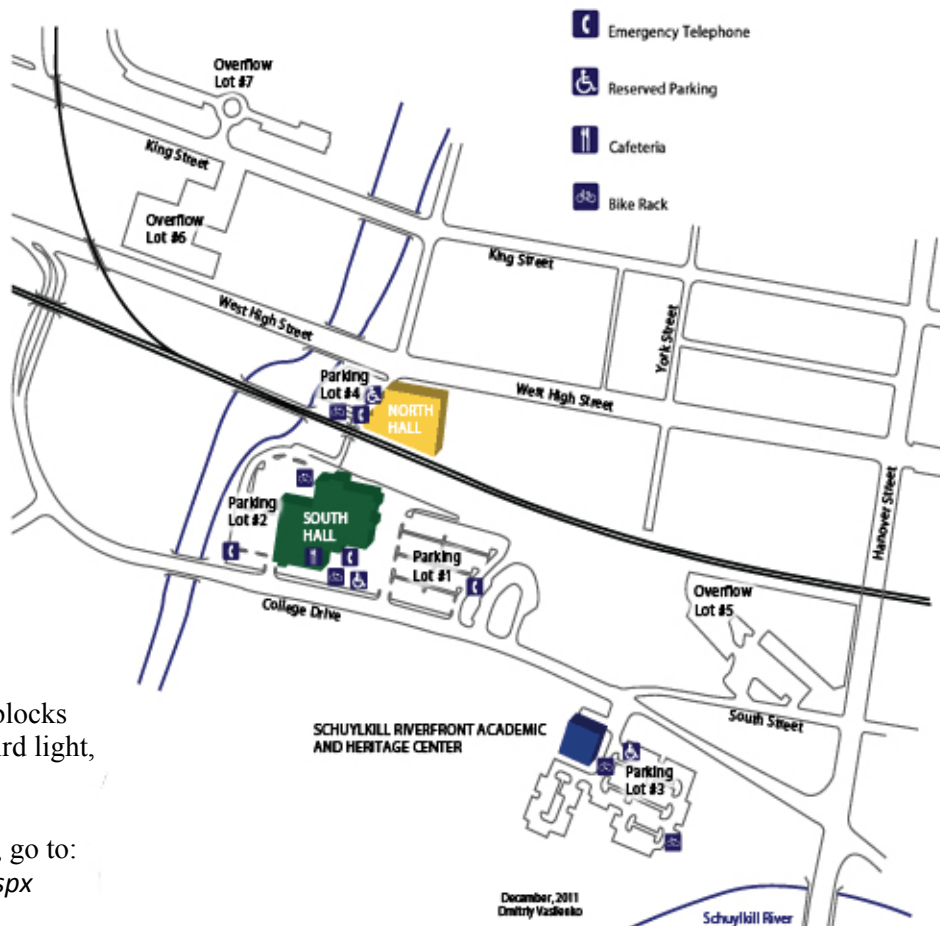 Emergency Telephone
Reserved Parking
Cafeteria
Bike Rack
Overflow
Lot #7
King Street
Overflow
Lot #6
King Street
West High Street
York Street
Parking
Lot #4
West High Street
NORTH
HALL
Hanover Street
Parking
Lot #2
SOUTH
HALL
Parking
Lot #1
Overflow
Lot #5
College Drive
South Street
SCHUYLKILL RIVERFRONT ACADEMIC
AND HERITAGE CENTER
Parking
Lot #3
locks
rd light,
, go to:
spx
December, 2011
Dmitriy Vasilenko
Schuylkill River